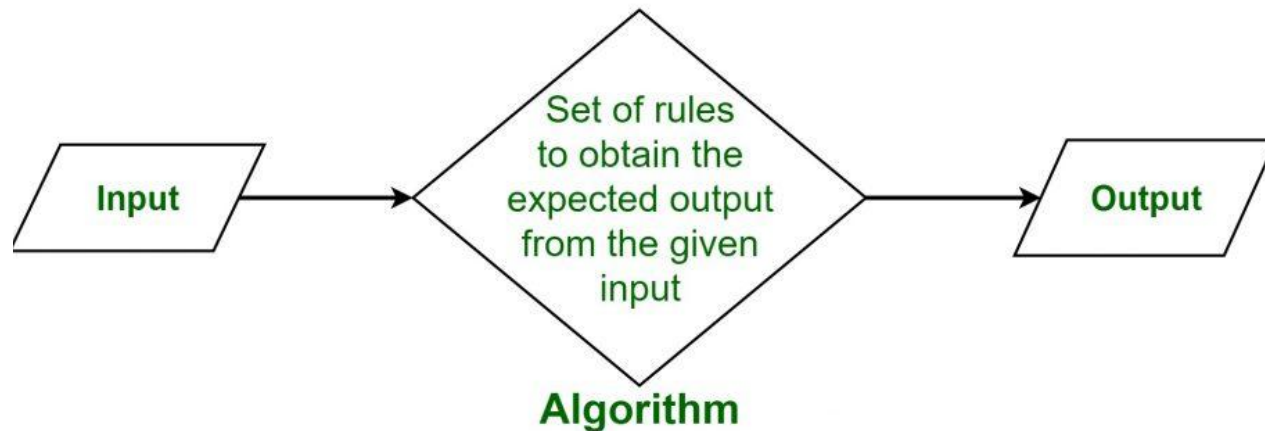 Input
Set of rules
to obtain the
expected output
from the given
input
Output
Algorithm